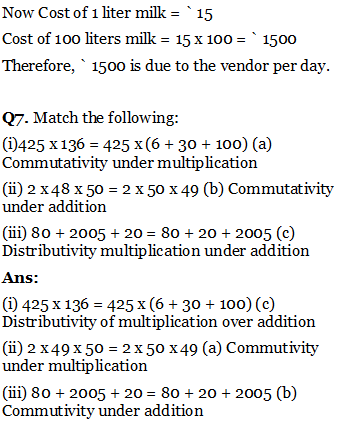 Now Cost of 1 liter milk = ` 15
Cost of 100 liters milk = 15 x 100 = ` 1500
Therefore, ` 1500 is due to the vendor per day.
Q7. Match the following:
(i)425 x 136 = 425 x (6 + 30 + 100) (a)
Commutativity under multiplication
(ii) 2 x 48 x 50 = 2 x 50 x 49 (b) Commutativity
under addition
(iii) 80 + 2005 + 20 = 80 + 20 + 2005 (c)
Distributivity multiplication under addition
Ans:
(i) 425 x 136 = 425 x (6 + 30 + 100) (c)
Distributivity of multiplication over addition
(ii) 2 x 49 x 50 = 2 x 50 x 49 (a) Commutivity
under multiplication
(iii) 80 + 2005 + 20 = 80 + 20 + 2005 (b)
Commutivity under addition